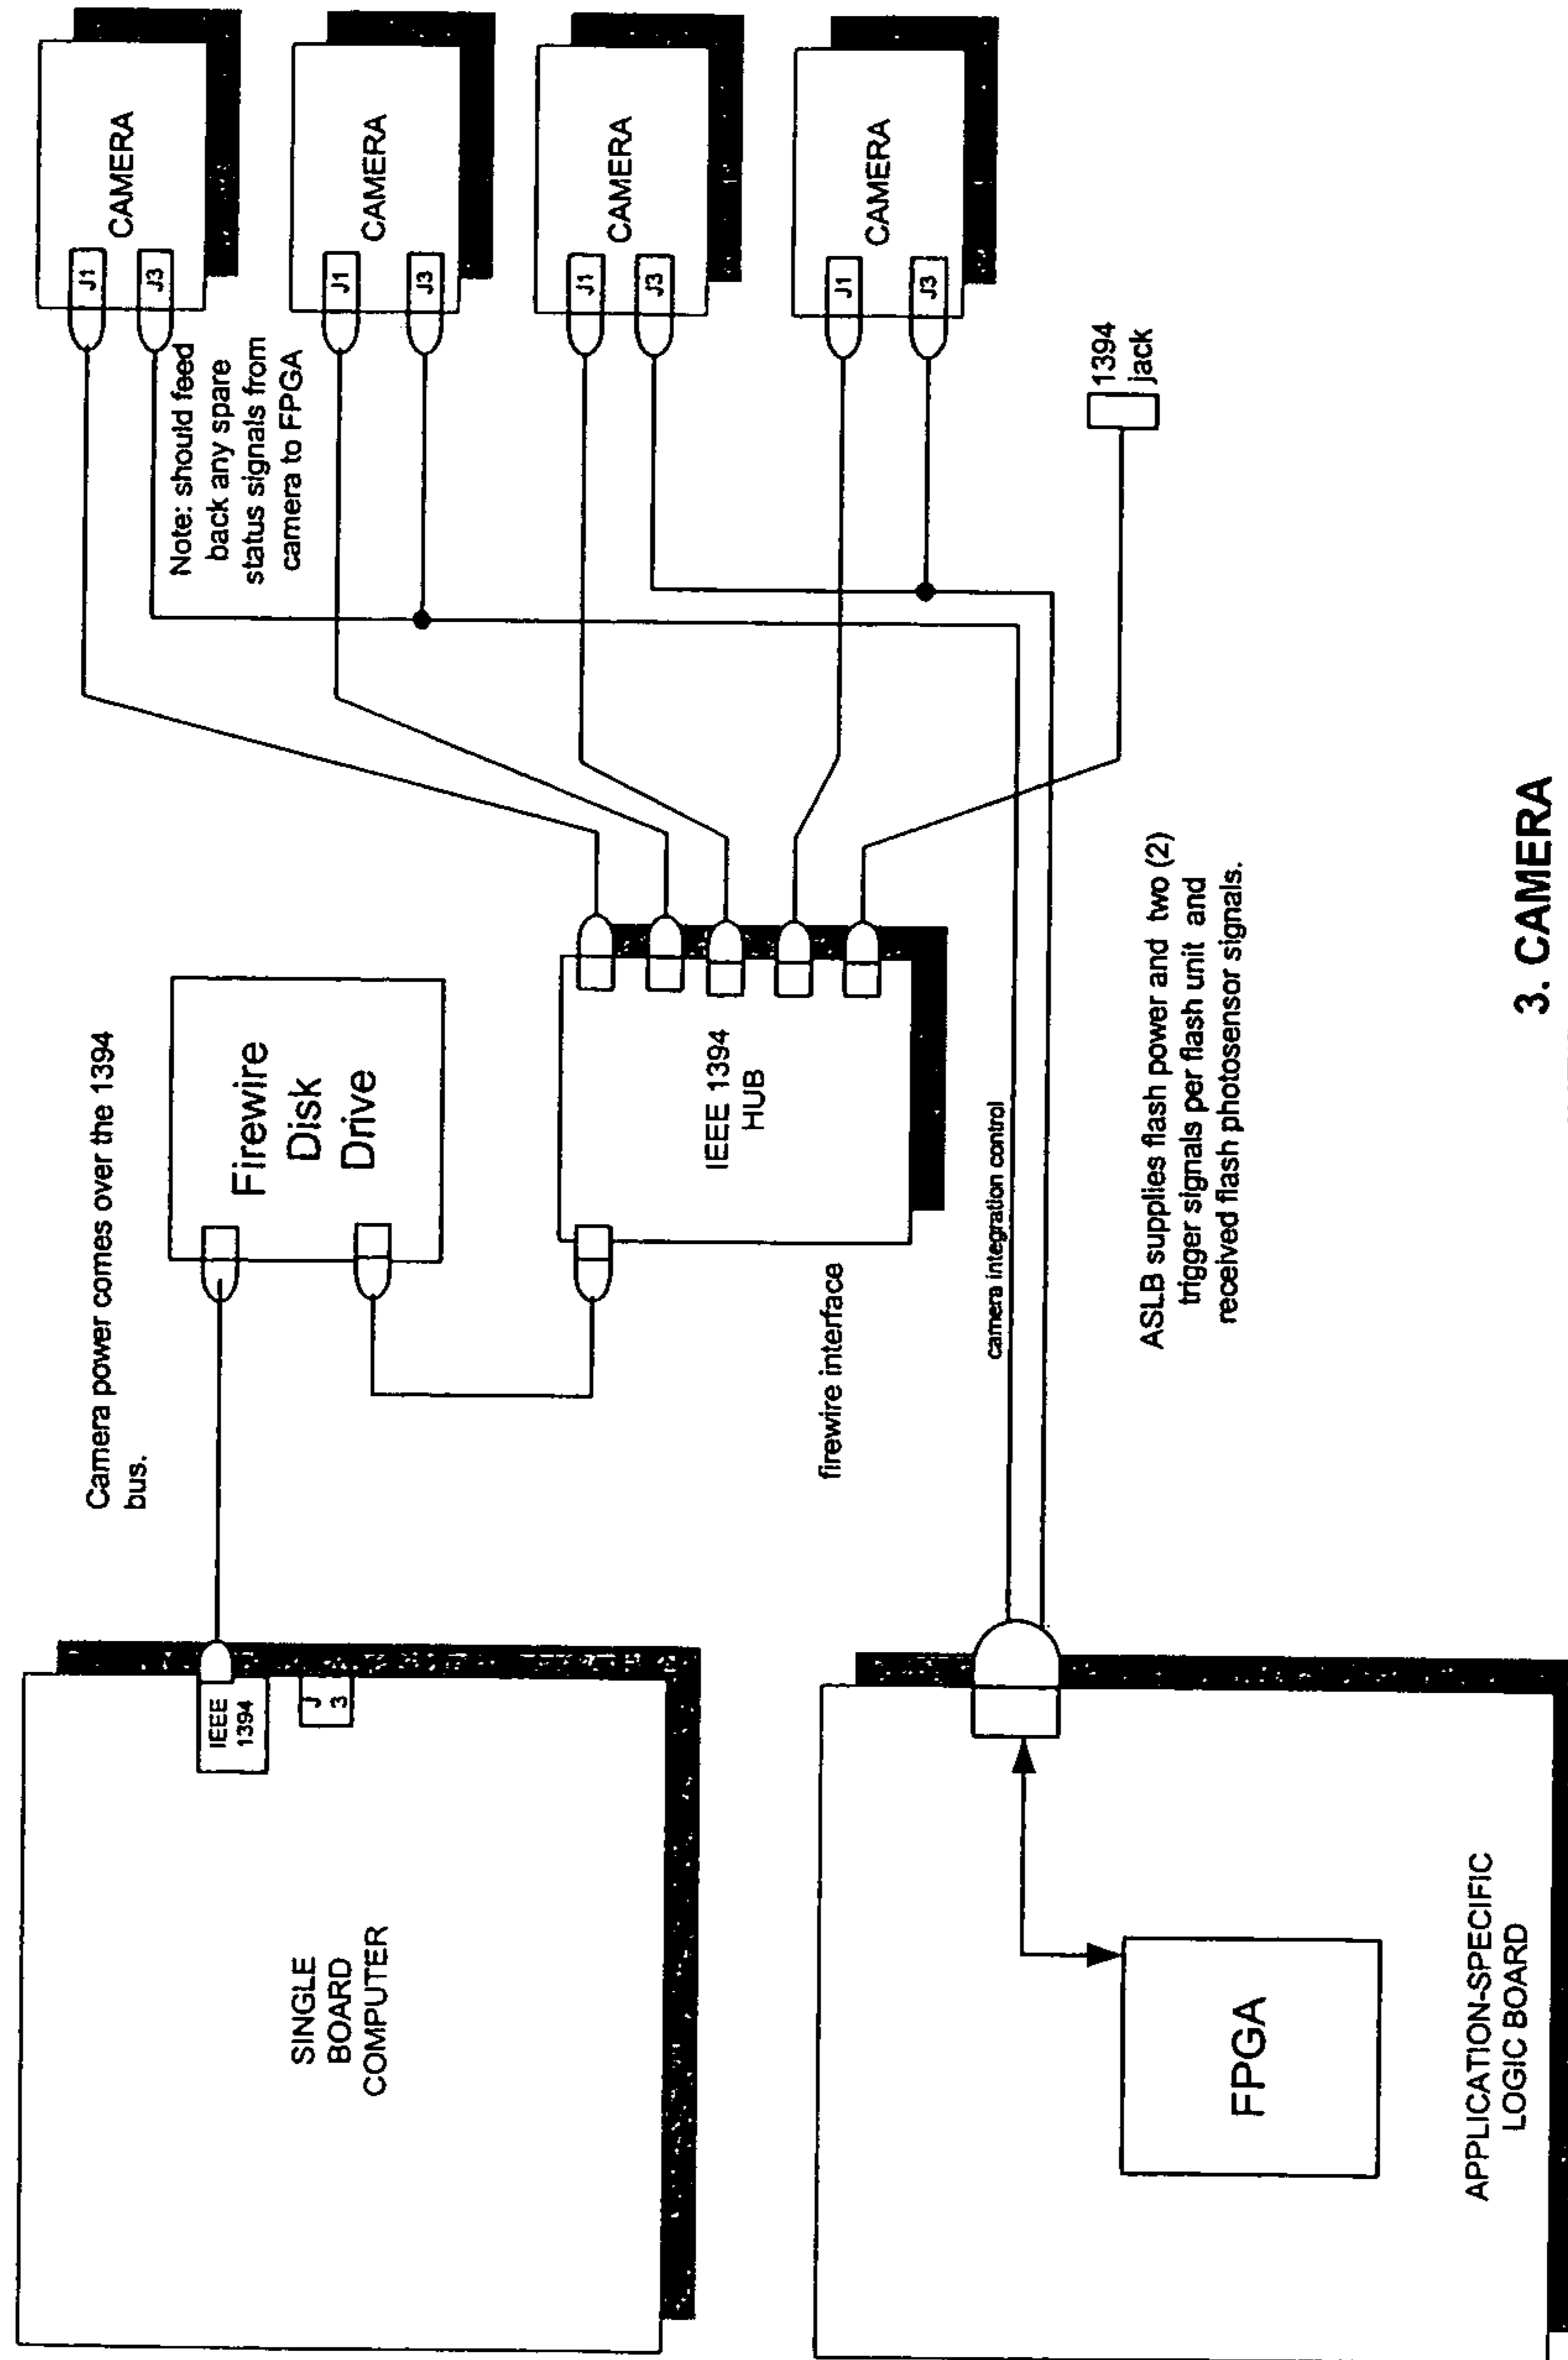 Camera power comes over the 1394
bus.
SINGLE
BOARD
COMPUTER
IEEE
1394
J
3
Firewire
Disk
Drive
IEEE 1394
HUB
firewire interface
CAMERA
J1
J3
Note: should feed
back any spare
status signals from
camera to FPGA
CAMERA
J1
J3
CAMERA
J1
J3
CAMERA
J1
J3
1394
jack
camera integration control
ASLB supplies flash power and two (2)
trigger signals per flash unit and
received flash photosensor signals.
FPGA
APPLICATION-SPECIFIC
LOGIC BOARD
3. CAMERA